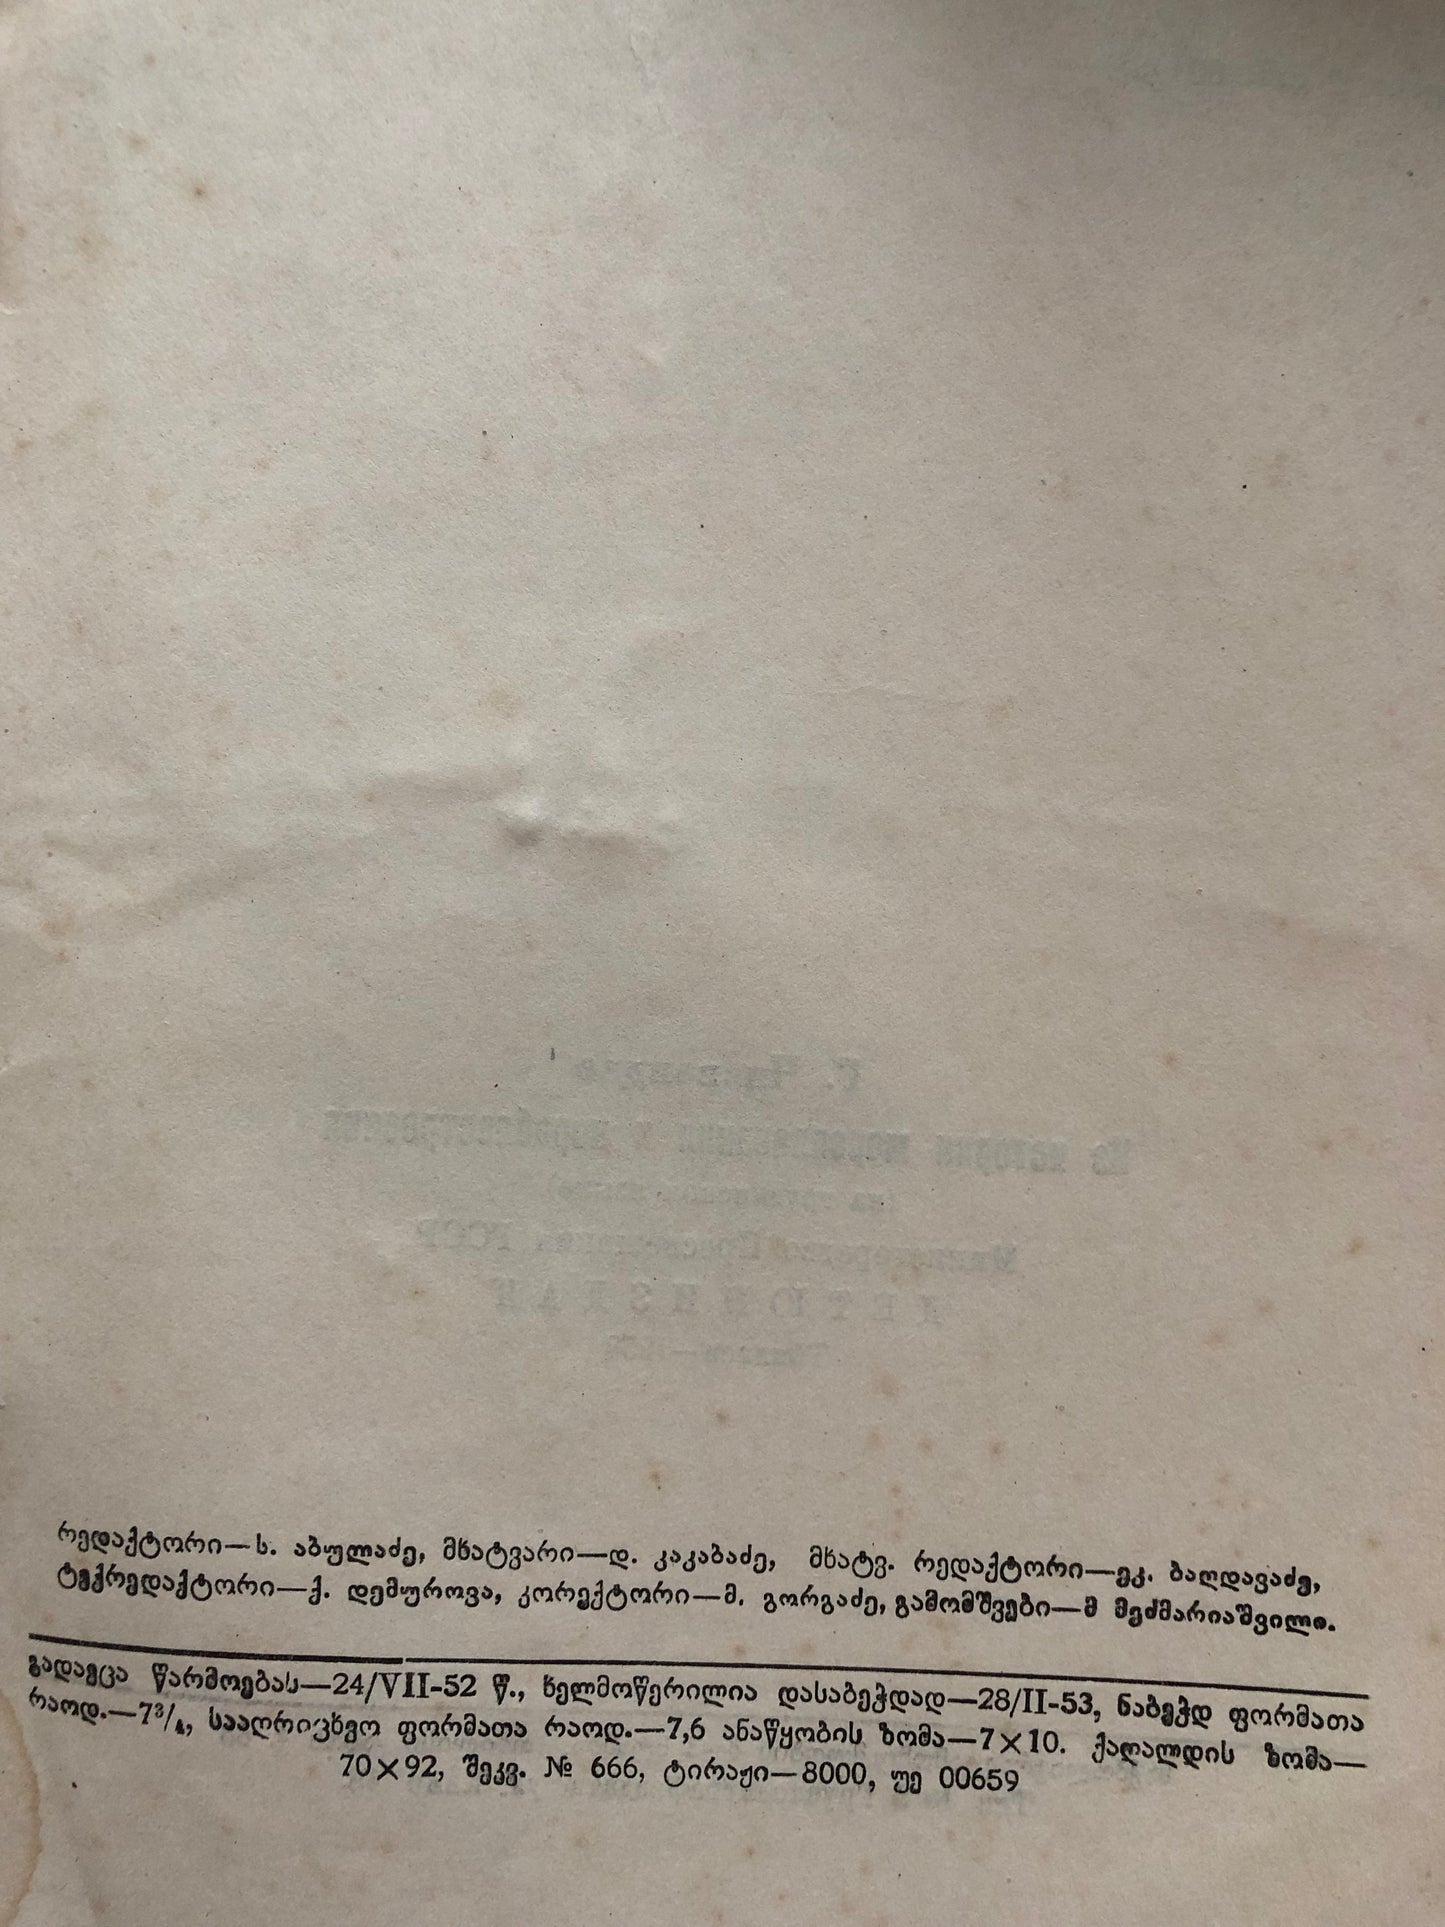 რედაქტორი—ს. აბულაძე, მხატვარი—დ. კაკაბაძე, მხატვ. რედაქტორი—ეკ. ბაღდავაძე,
ტექრედაქტორი—ქ. დემუროვა, კორექტორი—მ. გორგაძე, გამომშვები—მ მეძმარიაშვილი.
გადაეცა წარმოებას—24/VII-52 წ., ხელმოწერილია დასაბეჭდად—28/II-53, ნაბეჭდ ფორმათა
რაოდ.—7³/₄, სააღრიცხვო ფორმათა რაოდ.—7,6 ანაწყობის ზომა—7×10. ქაღალდის ზომა—
70×92, შეკვ. № 666, ტირაჟი—8000, უე 00659